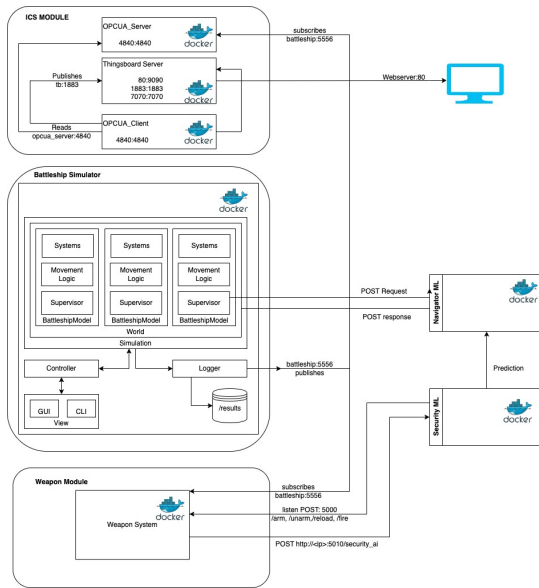 ICS MODULE
OPCUA_Server
4840:4840
docker
subscribes
battleship:5556
Thingsboard Server
80:9090
1883:1883
7070:7070
docker
Publishes
tb:1883
Webserver:80
OPCUA_Client
4840:4840
docker
Reads
opcua_server:4840
Battleship Simulator
docker
Systems
Systems
Systems
Movement
Logic
Movement
Logic
Movement
Logic
Supervisor
Supervisor
Supervisor
BattleshipModel
BattleshipModel
BattleshipModel
World
Simulation
POST Request
POST response
Navigator ML
docker
Controller
Logger
battleship:5556
publishes
Prediction
GUI
CLI
View
/results
Security ML
docker
Weapon Module
Weapon System
docker
subscribes
battleship:5556
listen POST: 5000
/arm, /unarm,/reload, /fire
POST http://<ip>:5010/security_ai